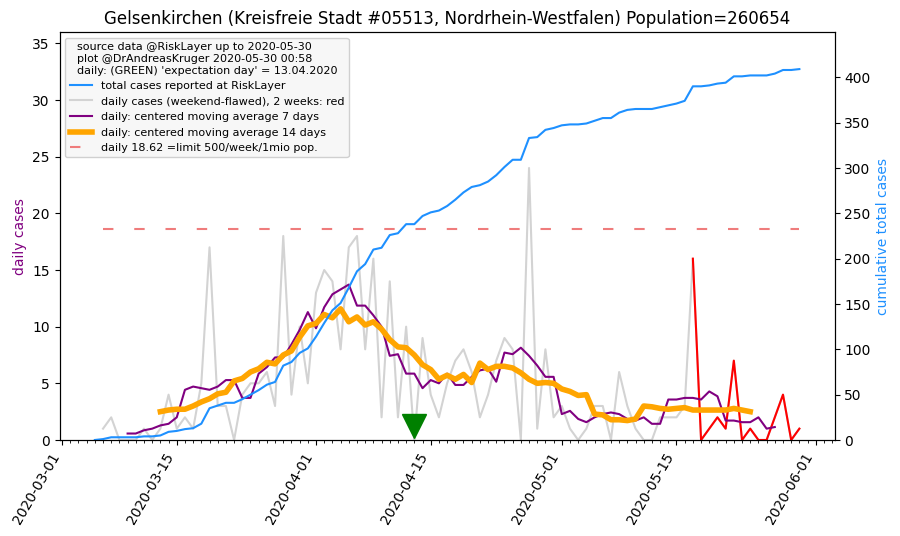 Gelsenkirchen (Kreisfreie Stadt #05513, Nordrhein-Westfalen) Population=260654
source data @RiskLayer up to 2020-05-30
plot @DrAndreasKruger 2020-05-30 00:58
daily: (GREEN) 'expectation day' = 13.04.2020
total cases reported at RiskLayer
daily cases (weekend-flawed), 2 weeks: red
daily: centered moving average 7 days
daily: centered moving average 14 days
daily 18.62 =limit 500/week/1mio pop.
daily cases
35
30
25
20
15
10
5
0
cumulative total cases
400
350
300
250
200
150
100
50
0
2020-03-01
2020-03-15
2020-04-01
2020-04-15
2020-05-01
2020-05-15
2020-06-01